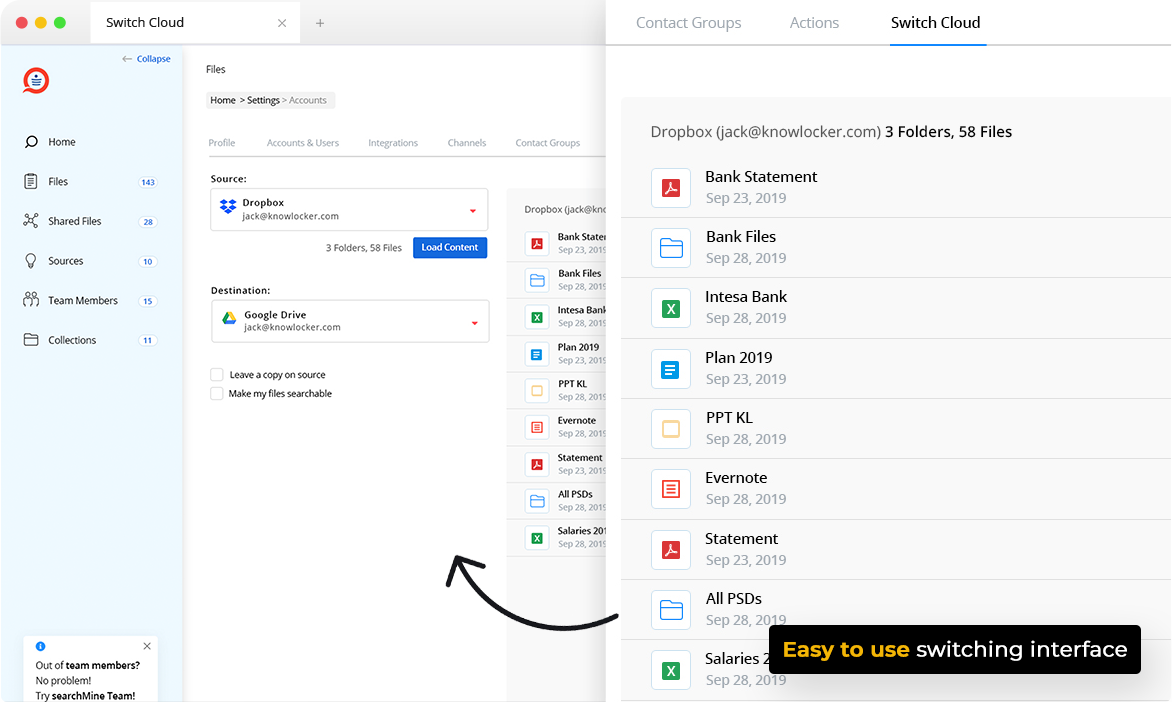 Switch Cloud
Collapse
Home
Files 143
Shared Files 28
Sources 10
Team Members 15
Collections 11
Out of team members?
No problem!
Try searchMine Team!
Files
Home > Settings > Accounts
Profile Accounts & Users Integrations Channels Contact Groups
Source:
Dropbox
jack@knowlocker.com
3 Folders, 58 Files Load Content
Destination:
Google Drive
jack@knowlocker.com
Leave a copy on source
Make my files searchable
Dropbox (jack@kno
Bank Stater
Sep 23, 2019
Bank Files
Sep 28, 2019
Intesa Bank
Sep 28, 2019
Plan 2019
Sep 23, 2019
PPT KL
Sep 28, 2019
Evernote
Sep 28, 2019
Statement
Sep 23, 2019
All PSDs
Sep 28, 2019
Salaries 201
Sep 28, 2019
Contact Groups Actions Switch Cloud
Dropbox (jack@knowlocker.com) 3 Folders, 58 Files
Bank Statement
Sep 23, 2019
Bank Files
Sep 28, 2019
Intesa Bank
Sep 28, 2019
Plan 2019
Sep 23, 2019
PPT KL
Sep 28, 2019
Evernote
Sep 28, 2019
Statement
Sep 23, 2019
All PSDs
Sep 28, 2019
Salaries 2
Sep 28, 2019
Easy to use switching interface